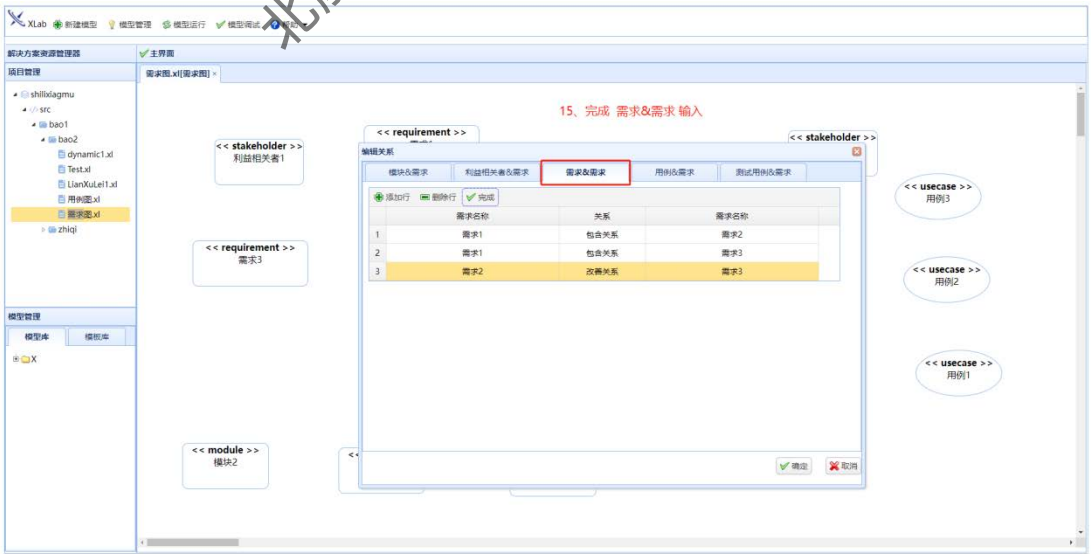 XLab 新建模型 模型管理 模型运行 模型调试 帮助
解决方案资源管理器
主界面
项目管理
需求图.xl[需求图]
shilixiagmu
src
bao1
bao2
dynamic1.xl
Test.xl
LianXuLei1.xl
用例图.xl
需求图.xl
zhiqi
模型管理
模型库 模板库
X
15、完成 需求&需求 输入
<< stakeholder >>
利益相关者1
<< requirement >>
<< stakeholder >>
<< requirement >>
需求3
<< usecase >>
用例3
<< usecase >>
用例2
<< usecase >>
用例1
<< module >>
模块2
<<
编辑关系
模块&需求 利益相关者&需求 需求&需求 用例&需求 测试用例&需求
添加行 删除行 完成
需求名称 关系 需求名称
1 需求1 包含关系 需求2
2 需求1 包含关系 需求3
3 需求2 改善关系 需求3
确定 取消